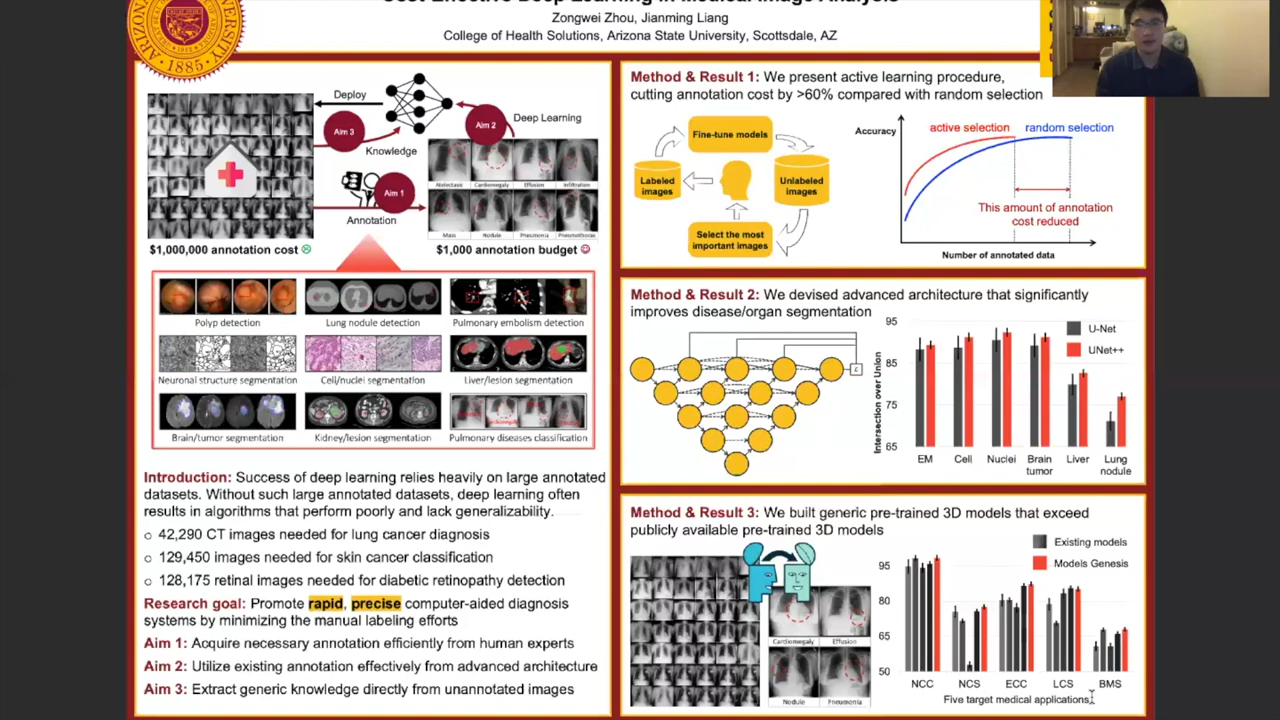 Cost-Effective Deep Learning in Medical Image Analysis
Zongwei Zhou, Jianming Liang
College of Health Solutions, Arizona State University, Scottsdale, AZ
1885
Deploy
Aim 3
Aim 2
Deep Learning
Knowledge
Aim 1
Annotation
Atelectasis
Cardiomegaly
Effusion
Infiltration
Mass
Nodule
Pneumonia
Pneumothorax
$1,000,000 annotation cost
$1,000 annotation budget
Polyp detection
Lung nodule detection
Pulmonary embolism detection
Neuronal structure segmentation
Cell/nuclei segmentation
Liver/lesion segmentation
Brain/tumor segmentation
Kidney/lesion segmentation
Pulmonary diseases classification
Introduction: Success of deep learning relies heavily on large annotated
datasets. Without such large annotated datasets, deep learning often
results in algorithms that perform poorly and lack generalizability.
42,290 CT images needed for lung cancer diagnosis
129,450 images needed for skin cancer classification
128,175 retinal images needed for diabetic retinopathy detection
Research goal: Promote rapid, precise computer-aided diagnosis
systems by minimizing the manual labeling efforts
Aim 1: Acquire necessary annotation efficiently from human experts
Aim 2: Utilize existing annotation effectively from advanced architecture
Aim 3: Extract generic knowledge directly from unannotated images
Method & Result 1: We present active learning procedure,
cutting annotation cost by >60% compared with random selection
Fine-tune models
Labeled
images
Unlabeled
images
Select the most
important images
Accuracy
active selection
random selection
This amount of annotation
cost reduced
Number of annotated data
Method & Result 2: We devised advanced architecture that significantly
improves disease/organ segmentation
L
Intersection over Union
95
85
75
65
U-Net
UNet++
EM
Cell
Nuclei
Brain
tumor
Liver
Lung
nodule
Method & Result 3: We built generic pre-trained 3D models that exceed
publicly available pre-trained 3D models
Cardiomegaly
Effusion
Nodule
Pneumonia
Existing models
Models Genesis
95
80
65
50
NCC
NCS
ECC
LCS
BMS
Five target medical applications